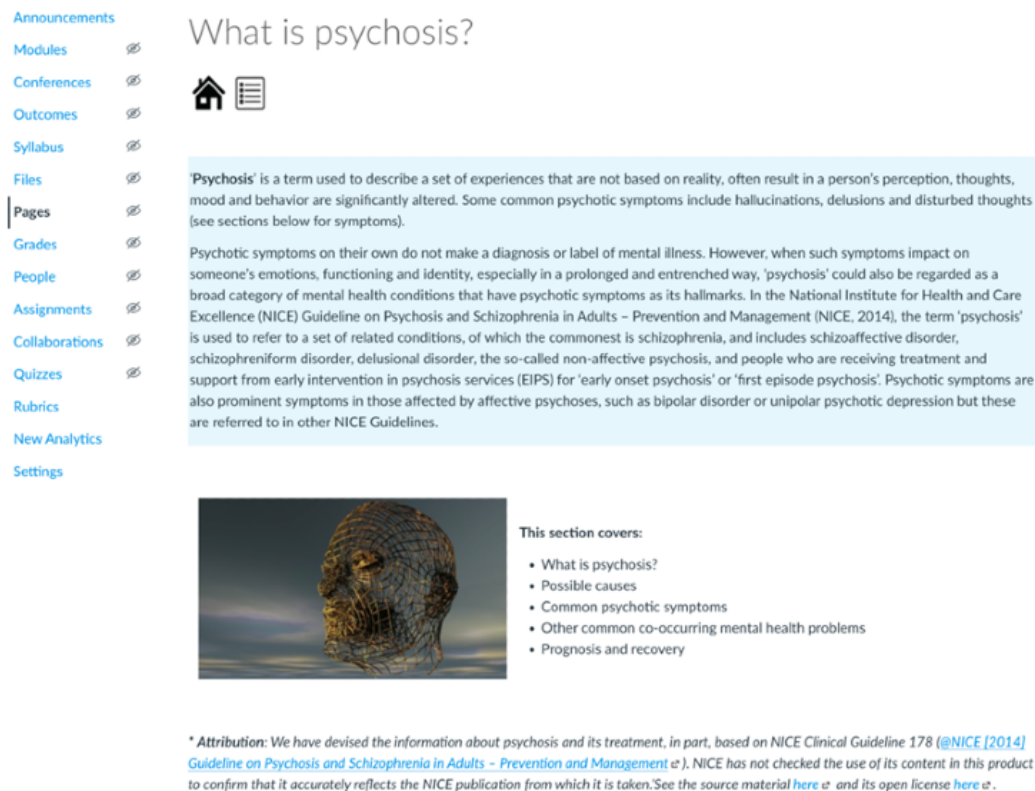 Announcements
Modules
Conferences
Outcomes
Syllabus
Files
Pages
Grades
People
Assignments
Collaborations
Quizzes
Rubrics
New Analytics
Settings
What is psychosis?
'Psychosis' is a term used to describe a set of experiences that are not based on reality, often result in a person's perception, thoughts,
mood and behavior are significantly altered. Some common psychotic symptoms include hallucinations, delusions and disturbed thoughts
(see sections below for symptoms).
Psychotic symptoms on their own do not make a diagnosis or label of mental illness. However, when such symptoms impact on
someone's emotions, functioning and identity, especially in a prolonged and entrenched way, 'psychosis' could also be regarded as a
broad category of mental health conditions that have psychotic symptoms as its hallmarks. In the National Institute for Health and Care
Excellence (NICE) Guideline on Psychosis and Schizophrenia in Adults – Prevention and Management (NICE, 2014), the term 'psychosis'
is used to refer to a set of related conditions, of which the commonest is schizophrenia, and includes schizoaffective disorder,
schizophreniform disorder, delusional disorder, the so-called non-affective psychosis, and people who are receiving treatment and
support from early intervention in psychosis services (EIPS) for 'early onset psychosis' or 'first episode psychosis'. Psychotic symptoms are
also prominent symptoms in those affected by affective psychoses, such as bipolar disorder or unipolar psychotic depression but these
are referred to in other NICE Guidelines.
This section covers:
• What is psychosis?
• Possible causes
• Common psychotic symptoms
• Other common co-occurring mental health problems
• Prognosis and recovery
* Attribution: We have devised the information about psychosis and its treatment, in part, based on NICE Clinical Guideline 178 (@NICE [2014]
Guideline on Psychosis and Schizophrenia in Adults – Prevention and Management). NICE has not checked the use of its content in this product
to confirm that it accurately reflects the NICE publication from which it is taken.'See the source material here and its open license here.